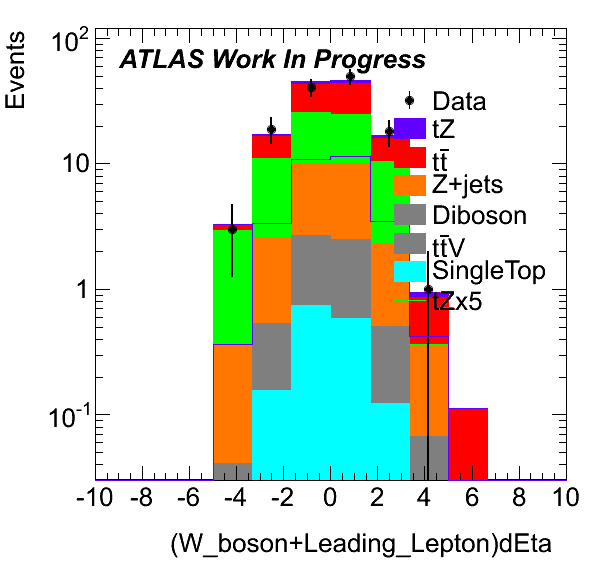 Events
10²
10
1
10⁻¹
ATLAS Work In Progress
Data
tZ
tt̄
Z+jets
Diboson
tt̄V
SingleTop
tZx5
-10 -8 -6 -4 -2 0 2 4 6 8 10
(W_boson+Leading_Lepton)dEta